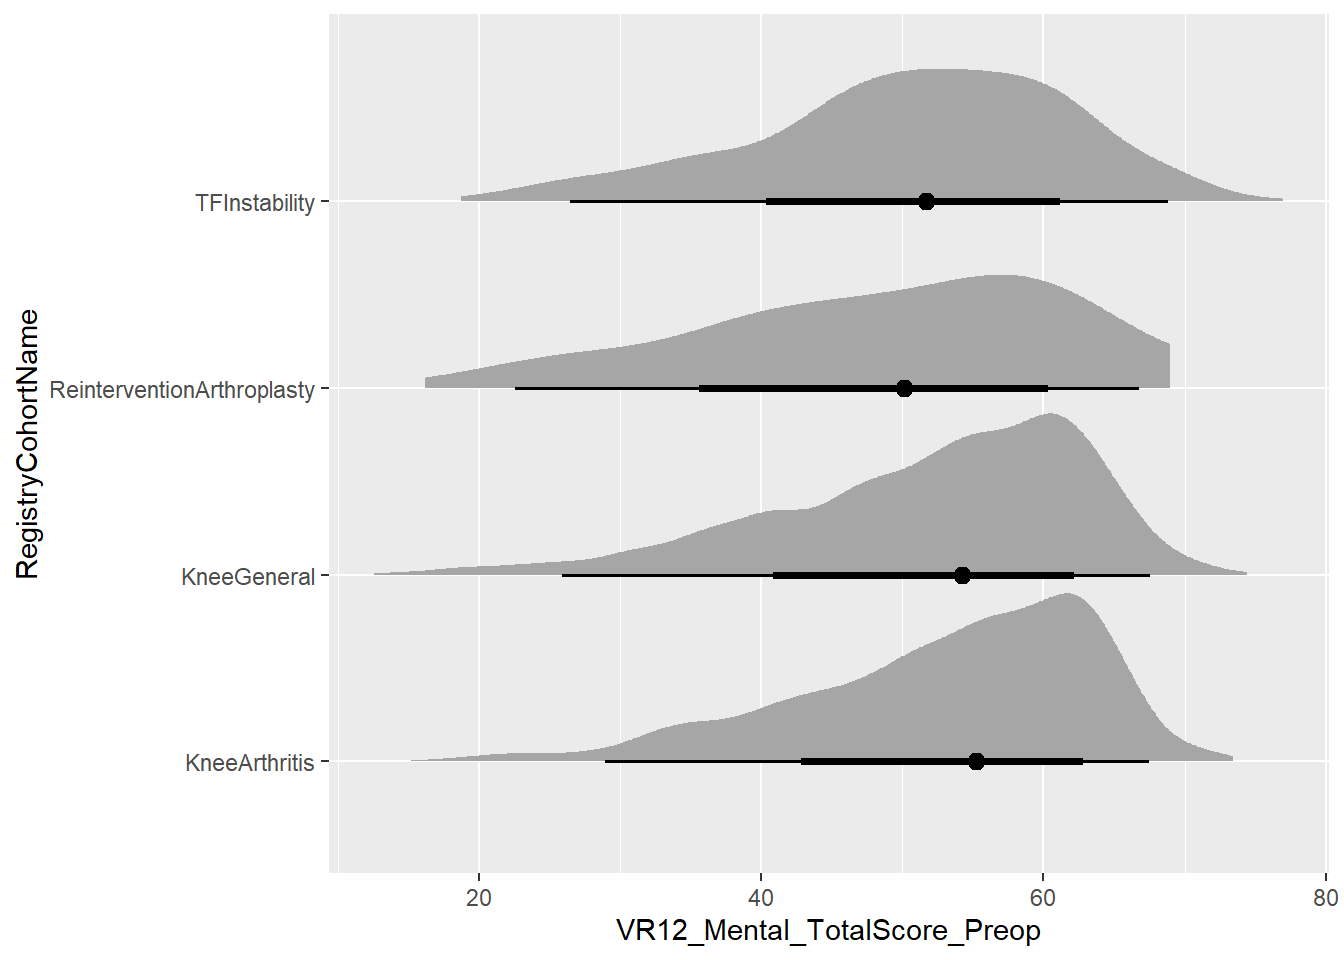 TFInstability
ReinterventionArthroplasty
KneeGeneral
KneeArthritis
RegistryCohortName
20 40 60 80
VR12_Mental_TotalScore_Preop